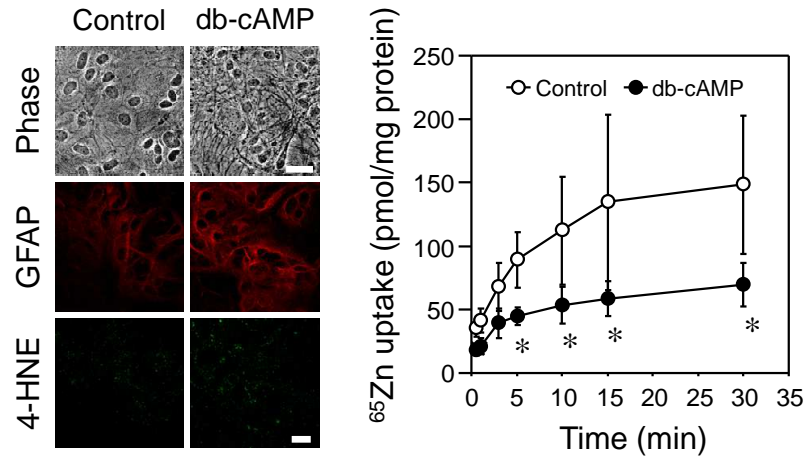 Control db-cAMP
Phase
GFAP
4-HNE
⁶⁵Zn uptake (pmol/mg protein)
250
200
150
100
50
0
Control db-cAMP
*
*
*
*
0 5 10 15 20 25 30 35
Time (min)